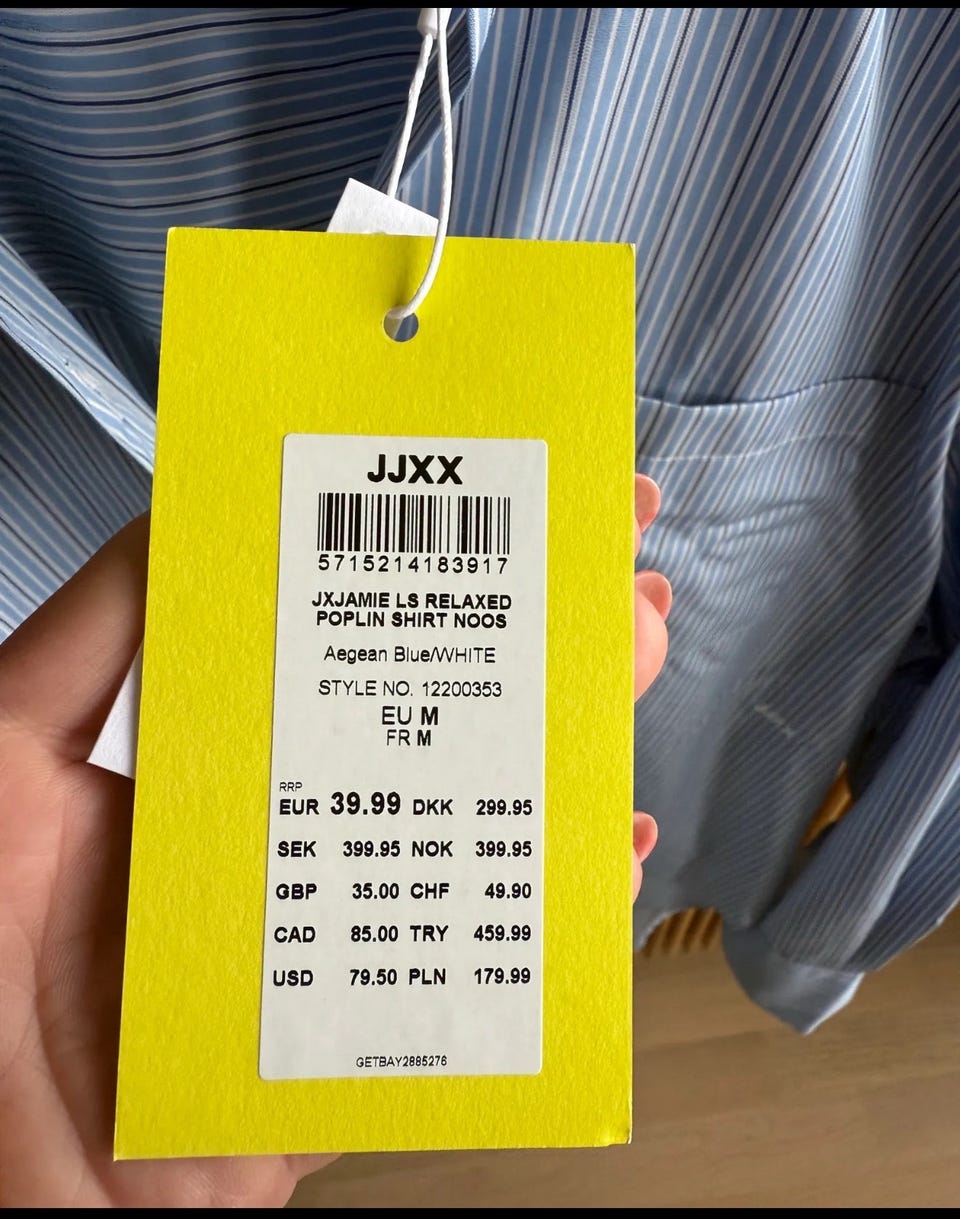 JJXX
5715214183917
JXJAMIE LS RELAXED
POPLIN SHIRT NOOS
Aegean Blue/WHITE
STYLE NO. 12200353
EU M
FR M
RRP
EUR 39.99 DKK 299.95
SEK 399.95 NOK 399.95
GBP 35.00 CHF 49.90
CAD 85.00 TRY 459.99
USD 79.50 PLN 179.99
GETBAY2885276